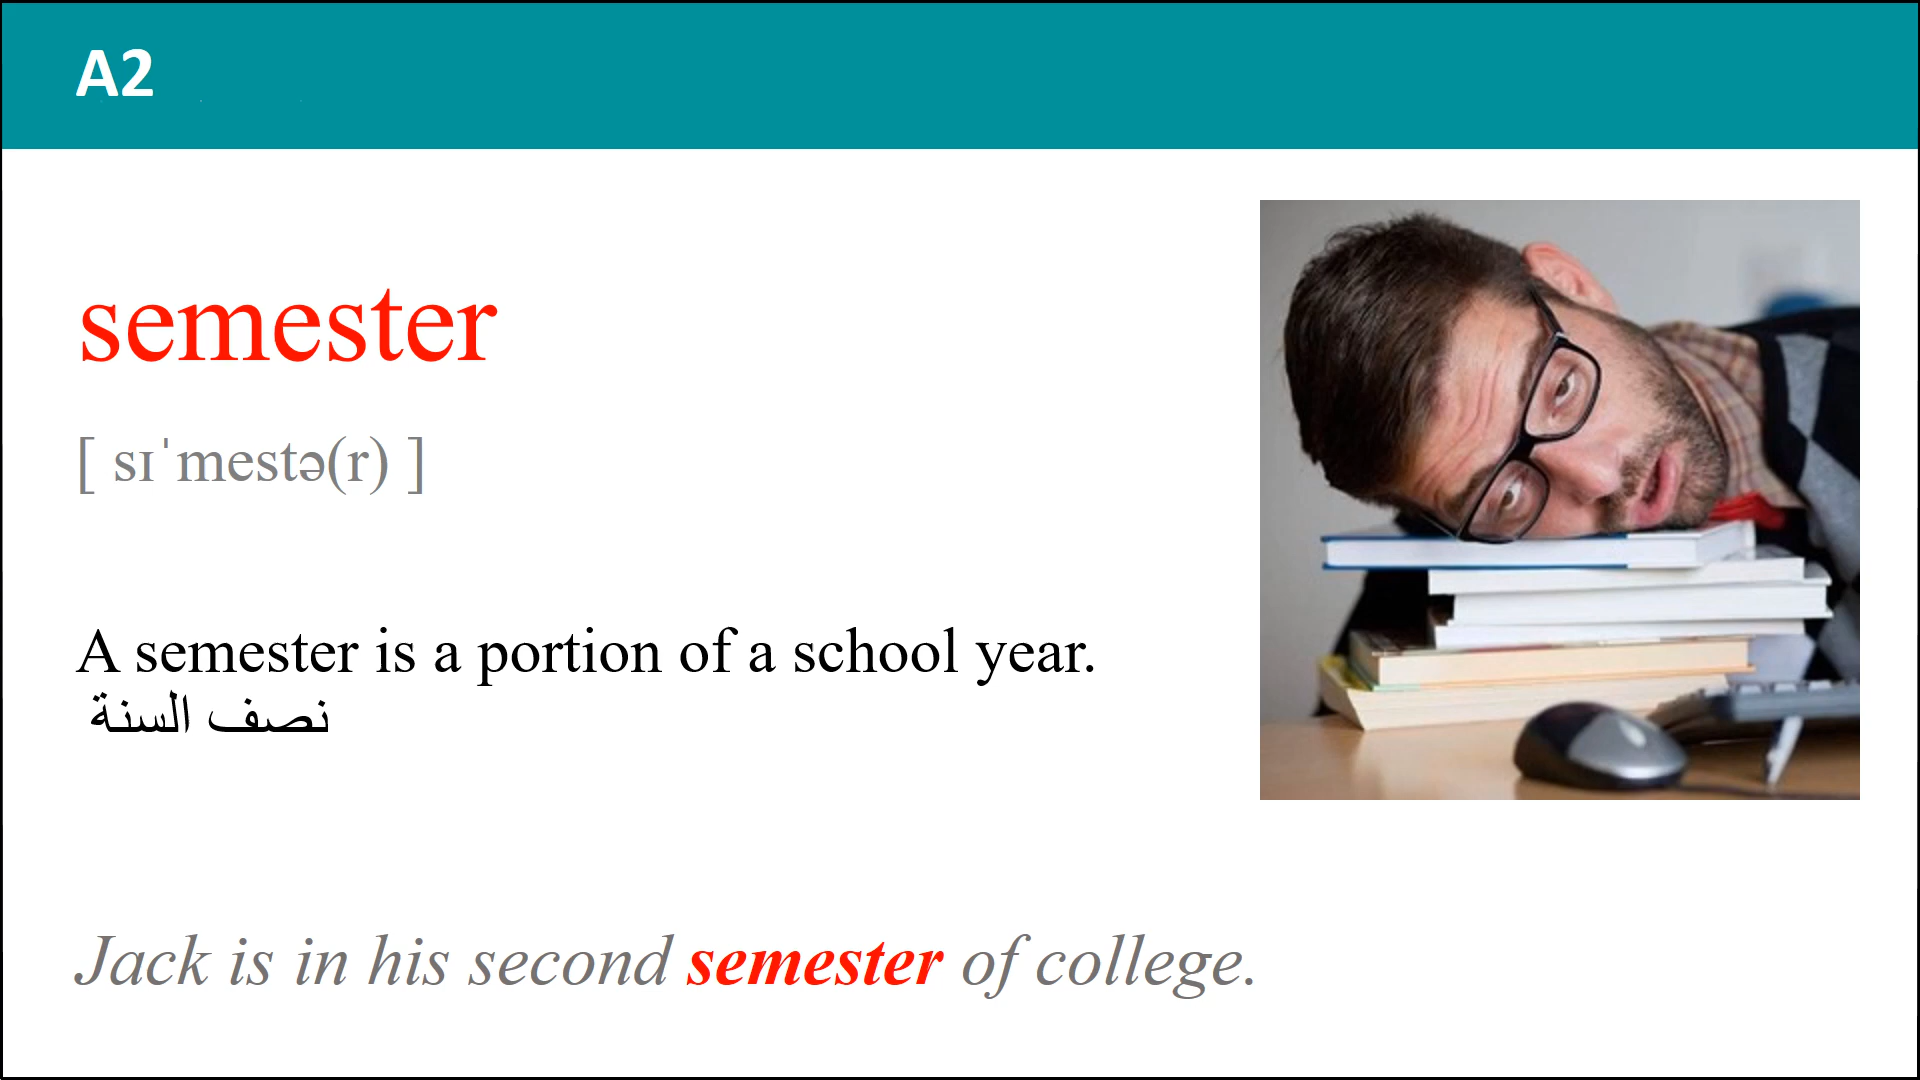 A2
semester
[ sɪˈmestə(r) ]
A semester is a portion of a school year.
نصف السنة
Jack is in his second semester of college.